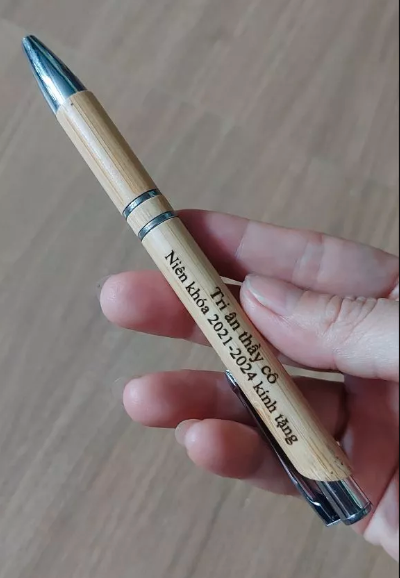 Tri ân thầy cô
Niên khóa 2021-2024 kính tặng